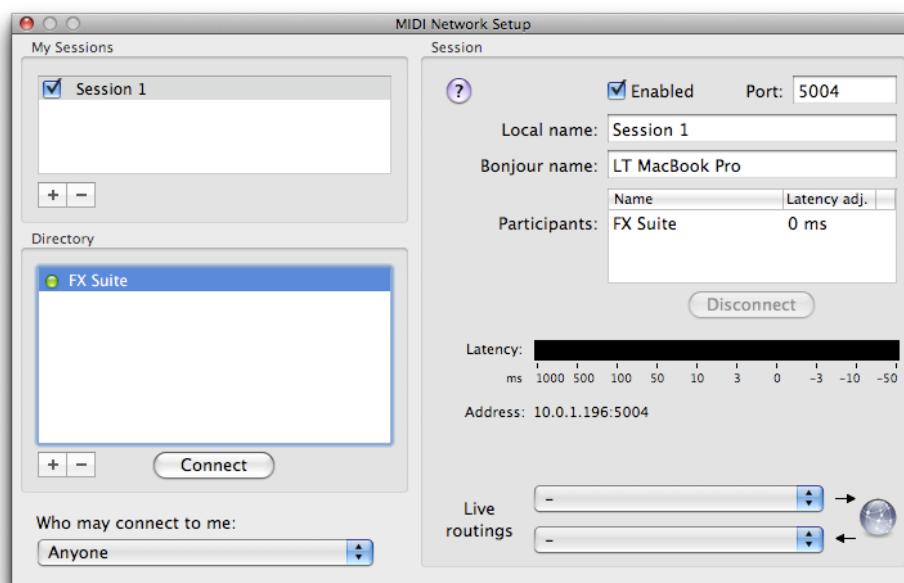 MIDI Network Setup
My Sessions
Session 1
+ −
Directory
FX Suite
+ −
Connect
Who may connect to me:
Anyone
Session
?
Enabled
Port: 5004
Local name: Session 1
Bonjour name: LT MacBook Pro
Name Latency adj.
Participants: FX Suite 0 ms
Disconnect
Latency:
ms 1000 500 100 50 10 3 0 -3 -10 -50
Address: 10.0.1.196:5004
Live
routings
-
-